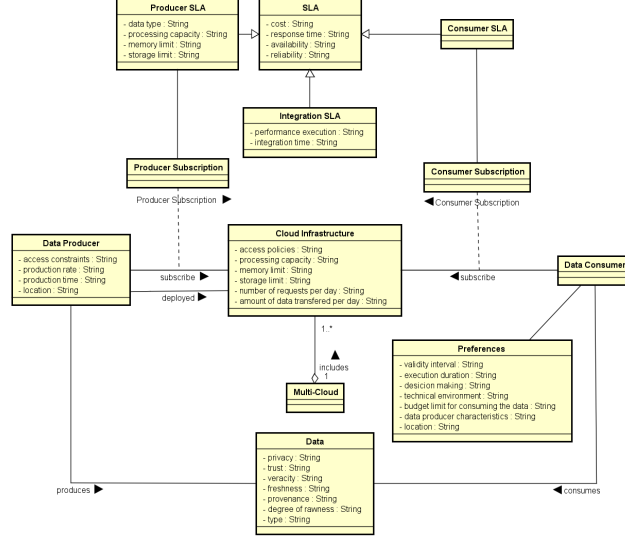 Producer SLA
- data type : String
- processing capacity : String
- memory limit : String
- storage limit : String
SLA
- cost : String
- response time : String
- availability : String
- reliability : String
Consumer SLA
Integration SLA
- performance execution : String
- integration time : String
Producer Subscription
Producer Subscription
Consumer Subscription
Consumer Subscription
Data Producer
- access constraints : String
- production rate : String
- production time : String
- location : String
subscribe
deployed
Cloud Infrastructure
- access policies : String
- processing capacity : String
- memory limit : String
- storage limit : String
- number of requests per day : String
- amount of data transfered per day : String
subscribe
Data Consumer
1..*
includes
1
Multi-Cloud
Preferences
- validity interval : String
- execution duration : String
- desicion making : String
- technical environment : String
- budget limit for consuming the data : String
- data producer characteristics : String
- location : String
Data
- privacy : String
- trust : String
- veracity : String
- freshness : String
- provenance : String
- degree of rawness : String
- type : String
produces
consumes